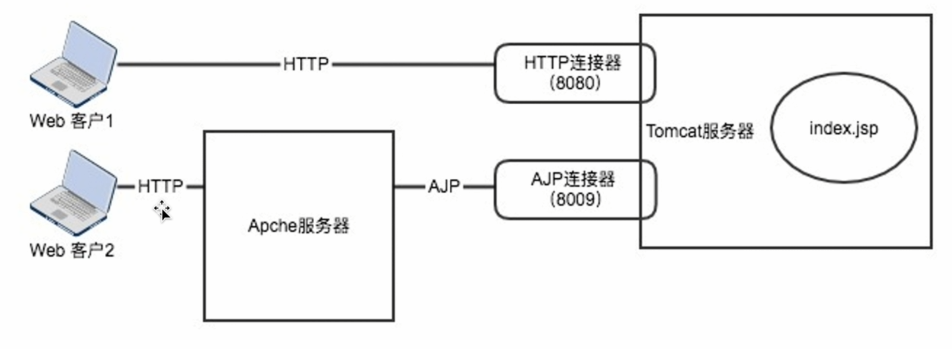 HTTP
HTTP连接器
（8080）
Web 客户1
Tomcat服务器
index.jsp
HTTP
AJP
AJP连接器
（8009）
Apche服务器
Web 客户2